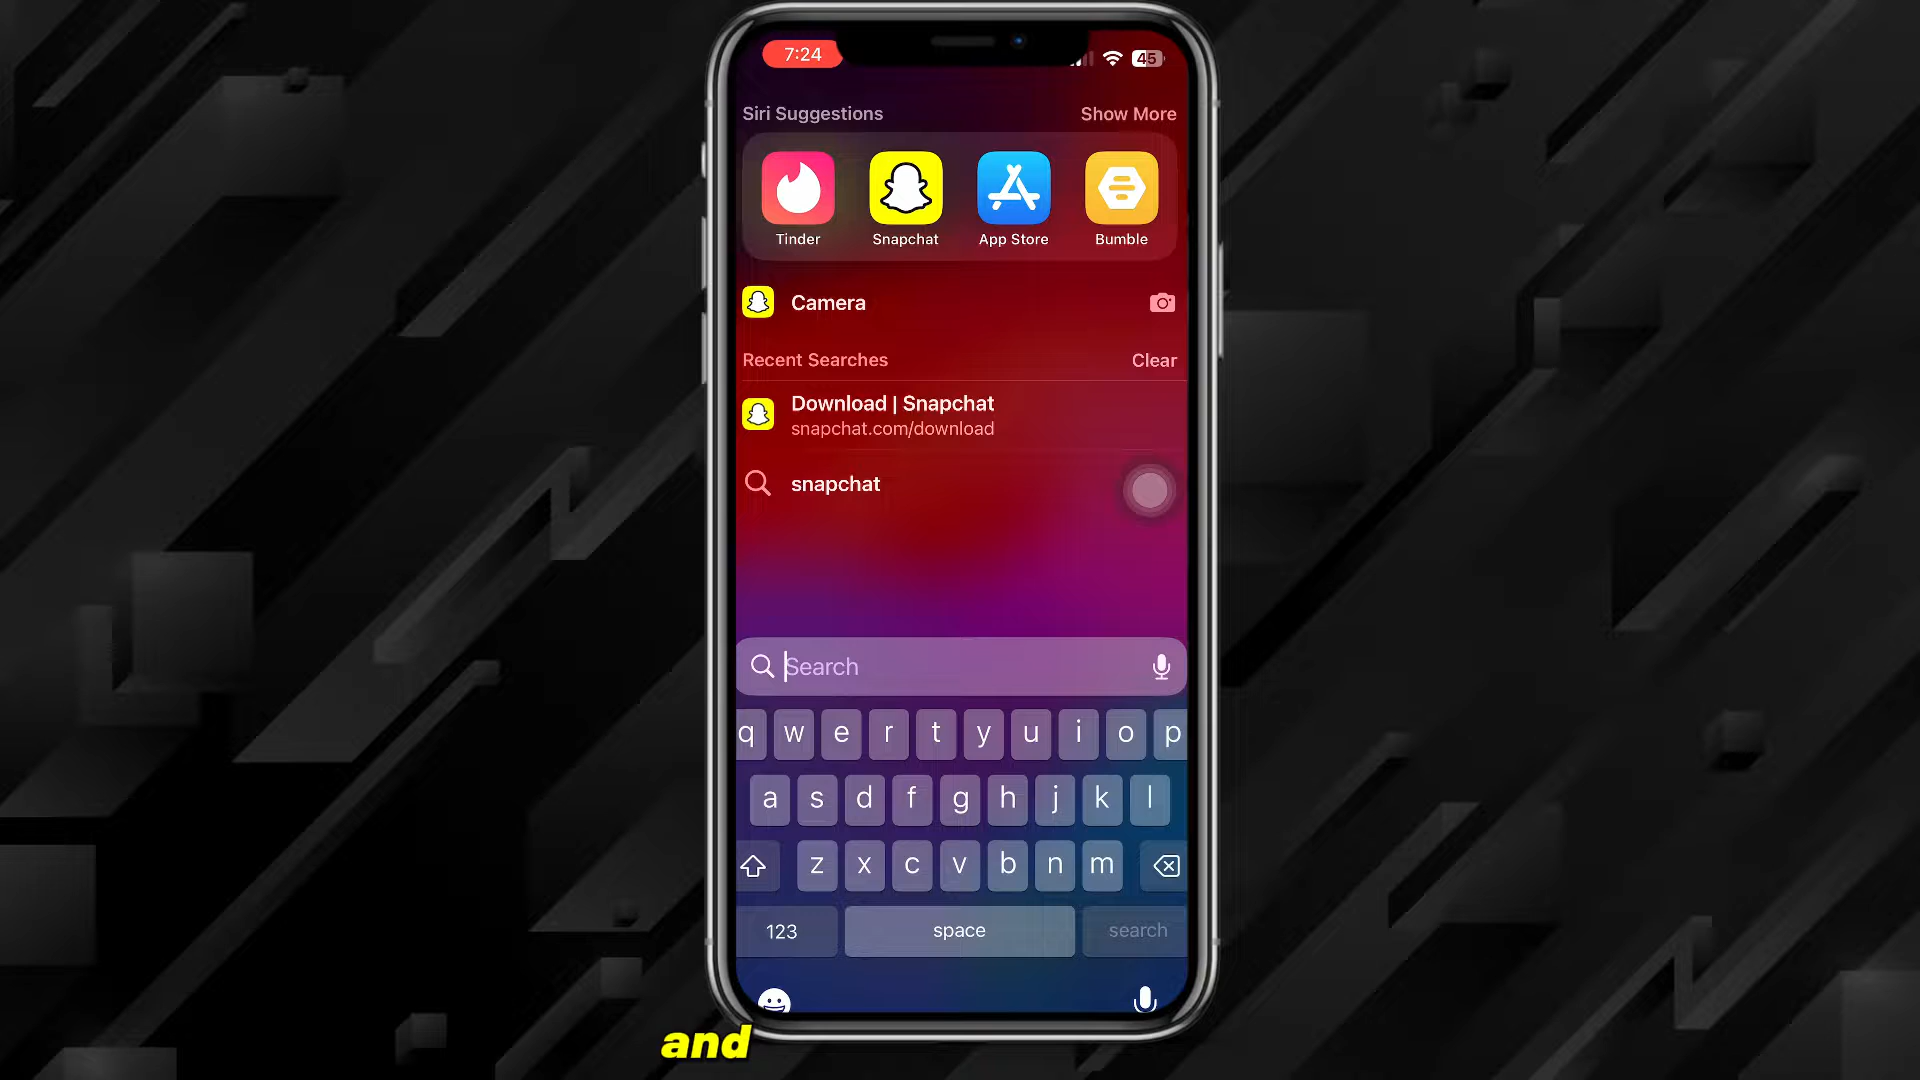 7:24
45
Siri Suggestions
Show More
Tinder
Snapchat
App Store
Bumble
Camera
Recent Searches
Clear
Download | Snapchat
snapchat.com/download
snapchat
Search
q w e r t y u i o p
a s d f g h j k l
z x c v b n m
123
space
search
and